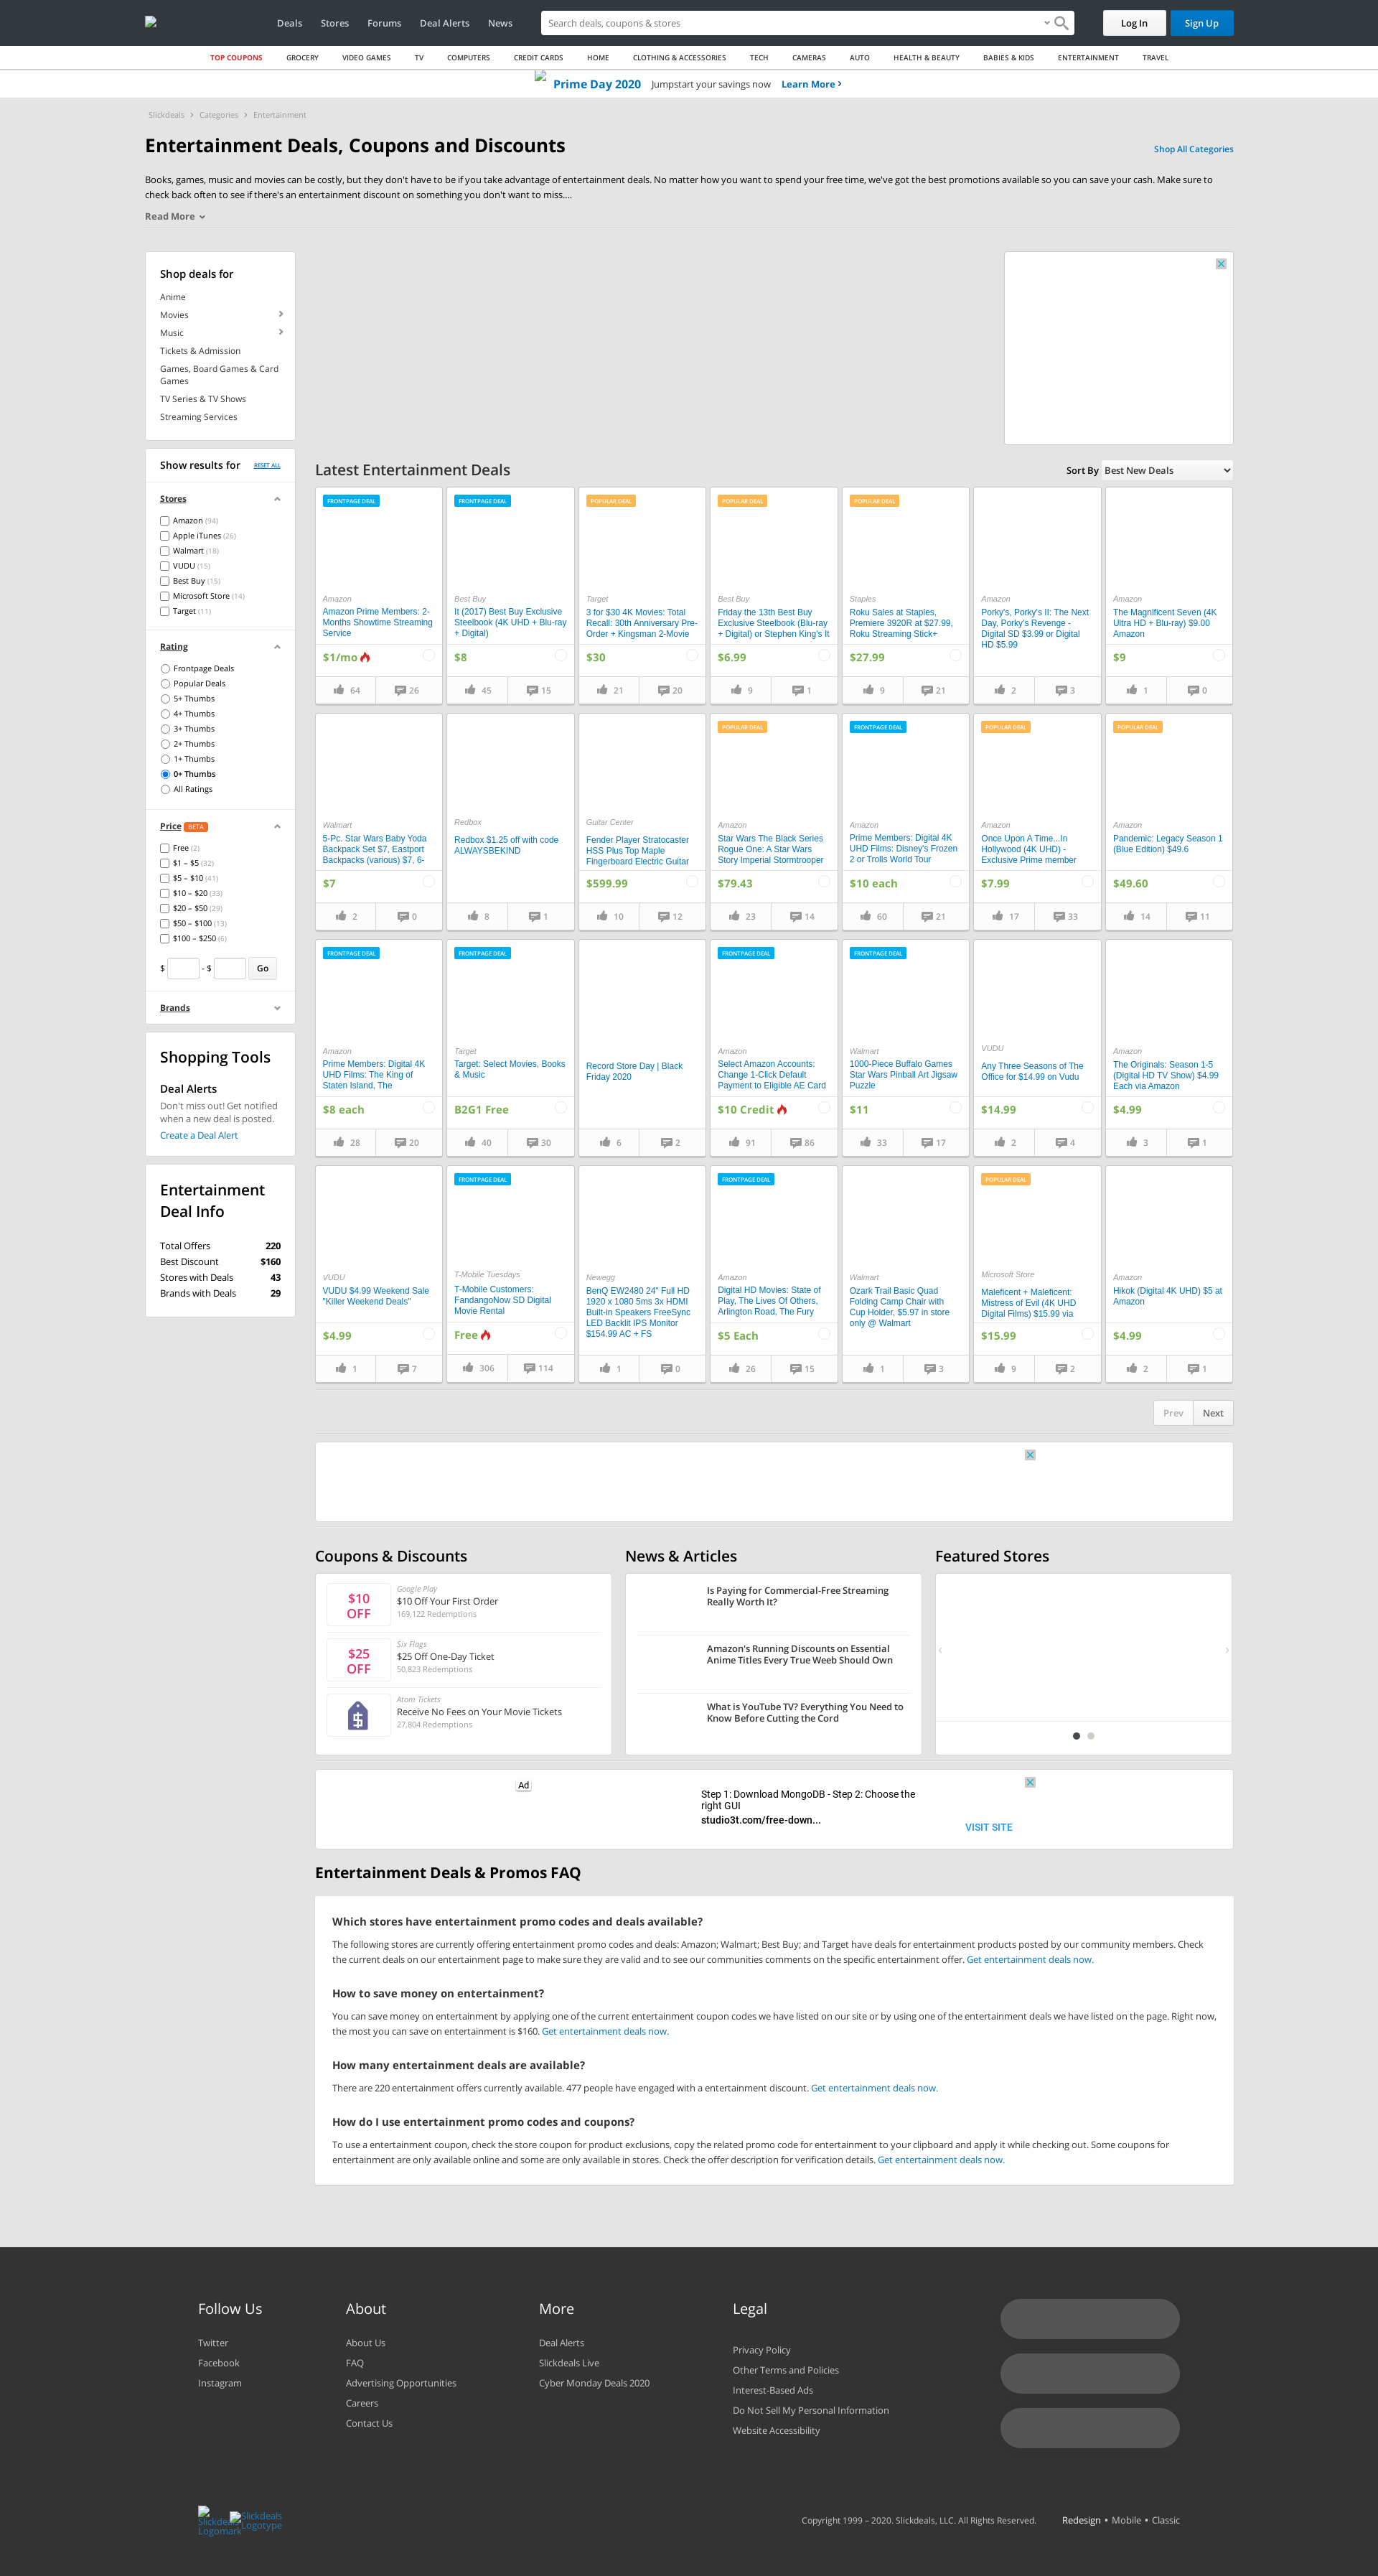 Deals
Stores
Forums
Deal Alerts
News
Search deals, coupons & stores
Log In
Sign Up
TOP COUPONS
GROCERY
VIDEO GAMES
TV
COMPUTERS
CREDIT CARDS
HOME
CLOTHING & ACCESSORIES
TECH
CAMERAS
AUTO
HEALTH & BEAUTY
BABIES & KIDS
ENTERTAINMENT
TRAVEL
Prime Day 2020
Jumpstart your savings now
Learn More
Slickdeals
Categories
Entertainment
Entertainment Deals, Coupons and Discounts
Shop All Categories
Books, games, music and movies can be costly, but they don't have to be if you take advantage of entertainment deals. No matter how you want to spend your free time, we've got the best promotions available so you can save your cash. Make sure to
check back often to see if there's an entertainment discount on something you don't want to miss....
Read More
Shop deals for
Anime
Movies
Music
Tickets & Admission
Games, Board Games & Card
Games
TV Series & TV Shows
Streaming Services
Show results for
RESET ALL
Stores
Amazon (94)
Apple iTunes (26)
Walmart (18)
VUDU (15)
Best Buy (15)
Microsoft Store (14)
Target (11)
Rating
Frontpage Deals
Popular Deals
5+ Thumbs
4+ Thumbs
3+ Thumbs
2+ Thumbs
1+ Thumbs
0+ Thumbs
All Ratings
Price BETA
Free (2)
$1 – $5 (32)
$5 – $10 (41)
$10 – $20 (33)
$20 – $50 (29)
$50 – $100 (13)
$100 – $250 (6)
$ - $ Go
Brands
Shopping Tools
Deal Alerts
Don't miss out! Get notified
when a new deal is posted.
Create a Deal Alert
Entertainment
Deal Info
Total Offers 220
Best Discount $160
Stores with Deals 43
Brands with Deals 29
Latest Entertainment Deals
Sort By Best New Deals
FRONTPAGE DEAL
Amazon
Amazon Prime Members: 2-
Months Showtime Streaming
Service
$1/mo
64 26
FRONTPAGE DEAL
Best Buy
It (2017) Best Buy Exclusive
Steelbook (4K UHD + Blu-ray
+ Digital)
$8
45 15
POPULAR DEAL
Target
3 for $30 4K Movies: Total
Recall: 30th Anniversary Pre-
Order + Kingsman 2-Movie
$30
21 20
POPULAR DEAL
Best Buy
Friday the 13th Best Buy
Exclusive Steelbook (Blu-ray
+ Digital) or Stephen King's It
$6.99
9 1
POPULAR DEAL
Staples
Roku Sales at Staples,
Premiere 3920R at $27.99,
Roku Streaming Stick+
$27.99
9 21
Amazon
Porky's, Porky's II: The Next
Day, Porky's Revenge -
Digital SD $3.99 or Digital
HD $5.99
2 3
Amazon
The Magnificent Seven (4K
Ultra HD + Blu-ray) $9.00
Amazon
$9
1 0
Walmart
5-Pc. Star Wars Baby Yoda
Backpack Set $7, Eastport
Backpacks (various) $7, 6-
$7
2 0
Redbox
Redbox $1.25 off with code
ALWAYSBEKIND
8 1
Guitar Center
Fender Player Stratocaster
HSS Plus Top Maple
Fingerboard Electric Guitar
$599.99
10 12
POPULAR DEAL
Amazon
Star Wars The Black Series
Rogue One: A Star Wars
Story Imperial Stormtrooper
$79.43
23 14
FRONTPAGE DEAL
Amazon
Prime Members: Digital 4K
UHD Films: Disney's Frozen
2 or Trolls World Tour
$10 each
60 21
POPULAR DEAL
Amazon
Once Upon A Time...In
Hollywood (4K UHD) -
Exclusive Prime member
$7.99
17 33
POPULAR DEAL
Amazon
Pandemic: Legacy Season 1
(Blue Edition) $49.6
$49.60
14 11
FRONTPAGE DEAL
Amazon
Prime Members: Digital 4K
UHD Films: The King of
Staten Island, The
$8 each
28 20
FRONTPAGE DEAL
Target
Target: Select Movies, Books
& Music
B2G1 Free
40 30
Record Store Day | Black
Friday 2020
6 2
FRONTPAGE DEAL
Amazon
Select Amazon Accounts:
Change 1-Click Default
Payment to Eligible AE Card
$10 Credit
91 86
FRONTPAGE DEAL
Walmart
1000-Piece Buffalo Games
Star Wars Pinball Art Jigsaw
Puzzle
$11
33 17
VUDU
Any Three Seasons of The
Office for $14.99 on Vudu
$14.99
2 4
Amazon
The Originals: Season 1-5
(Digital HD TV Show) $4.99
Each via Amazon
$4.99
3 1
VUDU
VUDU $4.99 Weekend Sale
"Killer Weekend Deals"
$4.99
1 7
FRONTPAGE DEAL
T-Mobile Tuesdays
T-Mobile Customers:
FandangoNow SD Digital
Movie Rental
Free
306 114
Newegg
BenQ EW2480 24" Full HD
1920 x 1080 5ms 3x HDMI
Built-in Speakers FreeSync
LED Backlit IPS Monitor
$154.99 AC + FS
1 0
FRONTPAGE DEAL
Amazon
Digital HD Movies: State of
Play, The Lives Of Others,
Arlington Road, The Fury
$5 Each
26 15
Walmart
Ozark Trail Basic Quad
Folding Camp Chair with
Cup Holder, $5.97 in store
only @ Walmart
1 3
POPULAR DEAL
Microsoft Store
Maleficent + Maleficent:
Mistress of Evil (4K UHD
Digital Films) $15.99 via
$15.99
9 2
Amazon
Hikok (Digital 4K UHD) $5 at
Amazon
$4.99
2 1
Prev
Next
Coupons & Discounts
$10
OFF
Google Play
$10 Off Your First Order
169,122 Redemptions
$25
OFF
Six Flags
$25 Off One-Day Ticket
50,823 Redemptions
Atom Tickets
Receive No Fees on Your Movie Tickets
27,804 Redemptions
News & Articles
Is Paying for Commercial-Free Streaming
Really Worth It?
Amazon's Running Discounts on Essential
Anime Titles Every True Weeb Should Own
What is YouTube TV? Everything You Need to
Know Before Cutting the Cord
Featured Stores
Ad
Step 1: Download MongoDB - Step 2: Choose the
right GUI
studio3t.com/free-down...
VISIT SITE
Entertainment Deals & Promos FAQ
Which stores have entertainment promo codes and deals available?
The following stores are currently offering entertainment promo codes and deals: Amazon; Walmart; Best Buy; and Target have deals for entertainment products posted by our community members. Check
the current deals on our entertainment page to make sure they are valid and to see our communities comments on the specific entertainment offer. Get entertainment deals now.
How to save money on entertainment?
You can save money on entertainment by applying one of the current entertainment coupon codes we have listed on our site or by using one of the entertainment deals we have listed on the page. Right now,
the most you can save on entertainment is $160. Get entertainment deals now.
How many entertainment deals are available?
There are 220 entertainment offers currently available. 477 people have engaged with a entertainment discount. Get entertainment deals now.
How do I use entertainment promo codes and coupons?
To use a entertainment coupon, check the store coupon for product exclusions, copy the related promo code for entertainment to your clipboard and apply it while checking out. Some coupons for
entertainment are only available online and some are only available in stores. Check the offer description for verification details. Get entertainment deals now.
Follow Us
Twitter
Facebook
Instagram
About
About Us
FAQ
Advertising Opportunities
Careers
Contact Us
More
Deal Alerts
Slickdeals Live
Cyber Monday Deals 2020
Legal
Privacy Policy
Other Terms and Policies
Interest-Based Ads
Do Not Sell My Personal Information
Website Accessibility
Slickdeals
Logomark
Slickdeals
Logotype
Copyright 1999 – 2020. Slickdeals, LLC. All Rights Reserved.
Redesign • Mobile • Classic